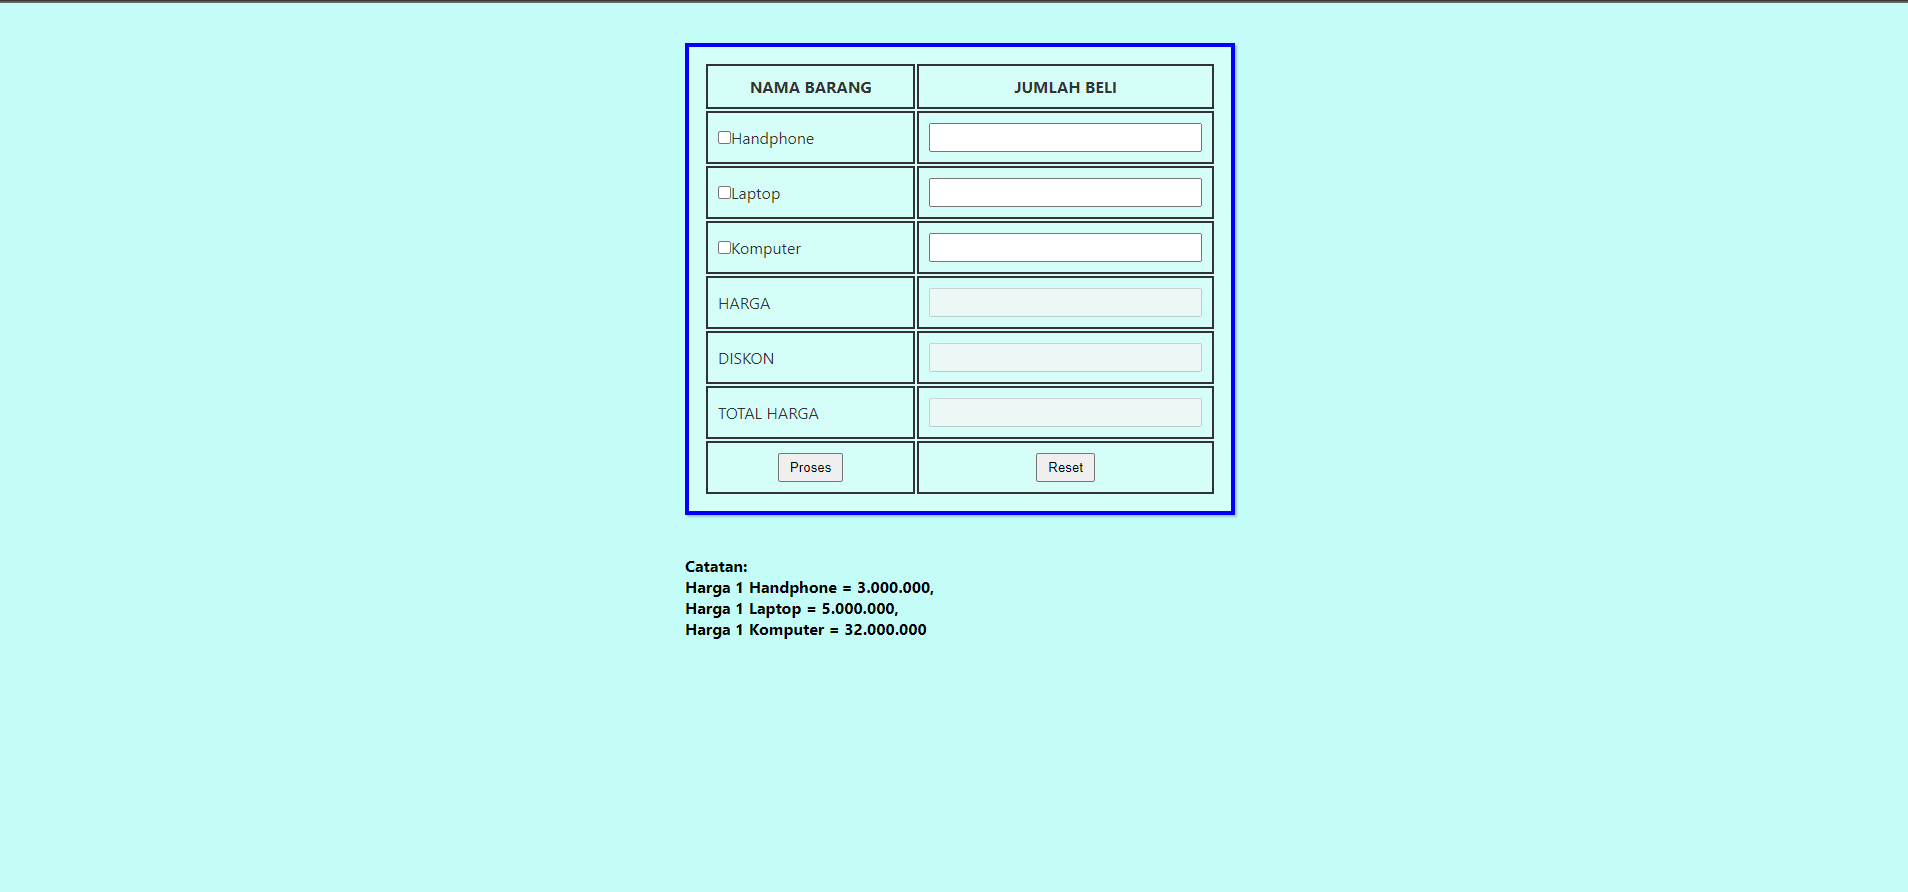 NAMA BARANG JUMLAH BELI
Handphone
Laptop
Komputer
HARGA
DISKON
TOTAL HARGA
Proses Reset
Catatan:
Harga 1 Handphone = 3.000.000,
Harga 1 Laptop = 5.000.000,
Harga 1 Komputer = 32.000.000